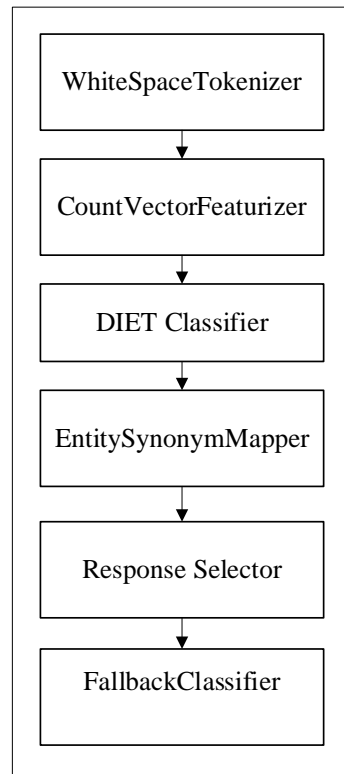 WhiteSpaceTokenizer
CountVectorFeaturizer
DIET Classifier
EntitySynonymMapper
Response Selector
FallbackClassifier